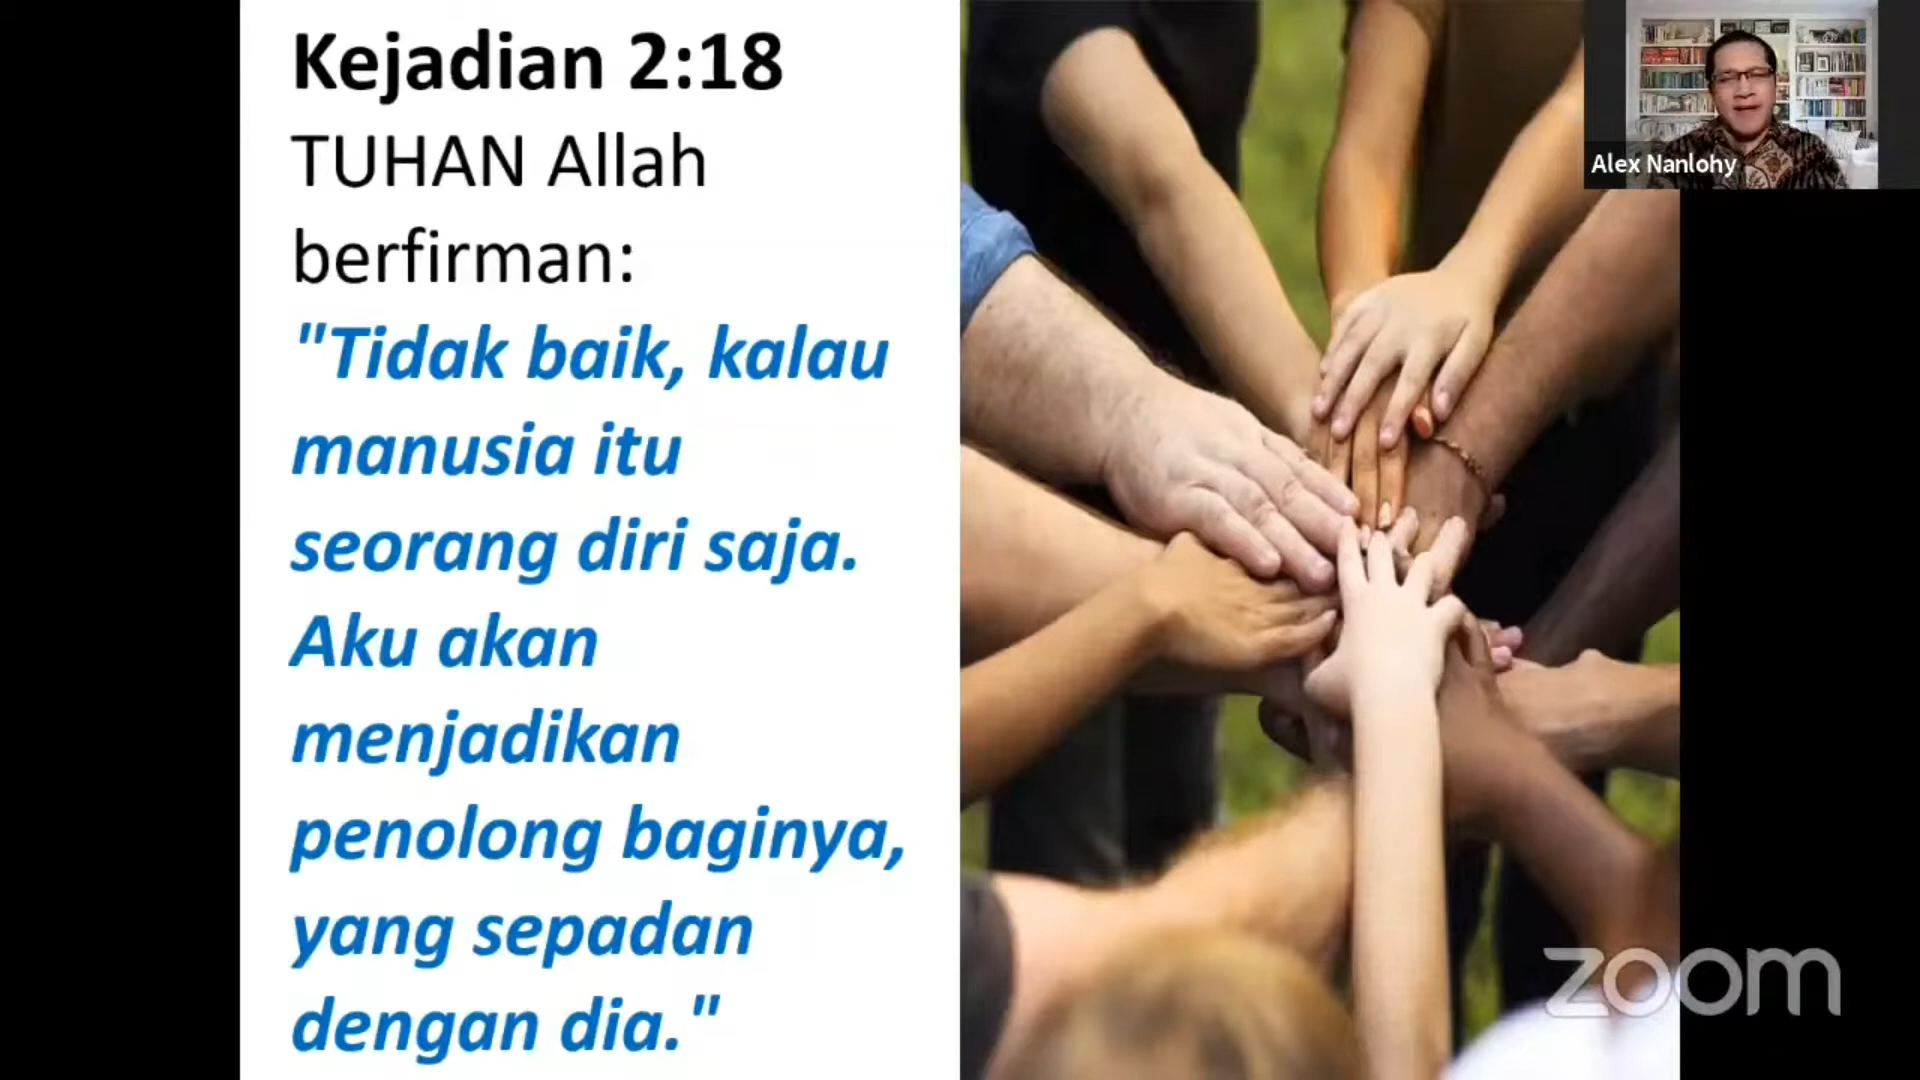 Kejadian 2:18
TUHAN Allah
berfirman:
"Tidak baik, kalau
manusia itu
seorang diri saja.
Aku akan
menjadikan
penolong baginya,
yang sepadan
dengan dia."
Alex Nanlohy
zoom